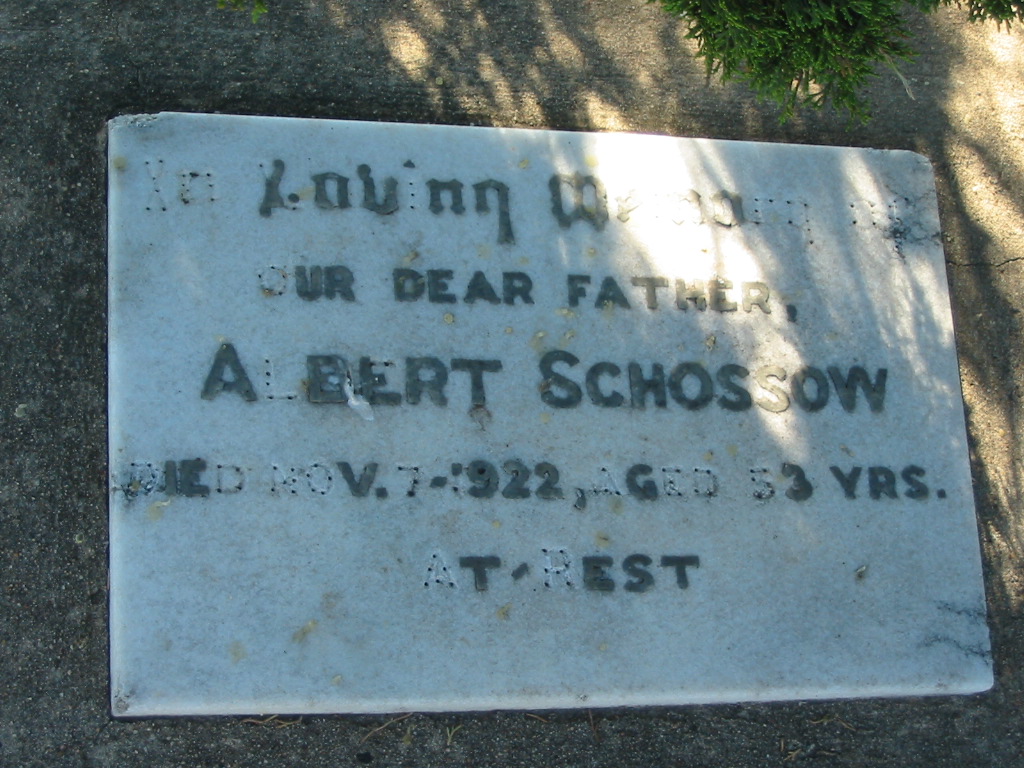 In Loving Memory of
OUR DEAR FATHER,
ALBERT SCHOSSOW
DIED NOV. 7-1922, AGED 53 YRS.
AT-REST